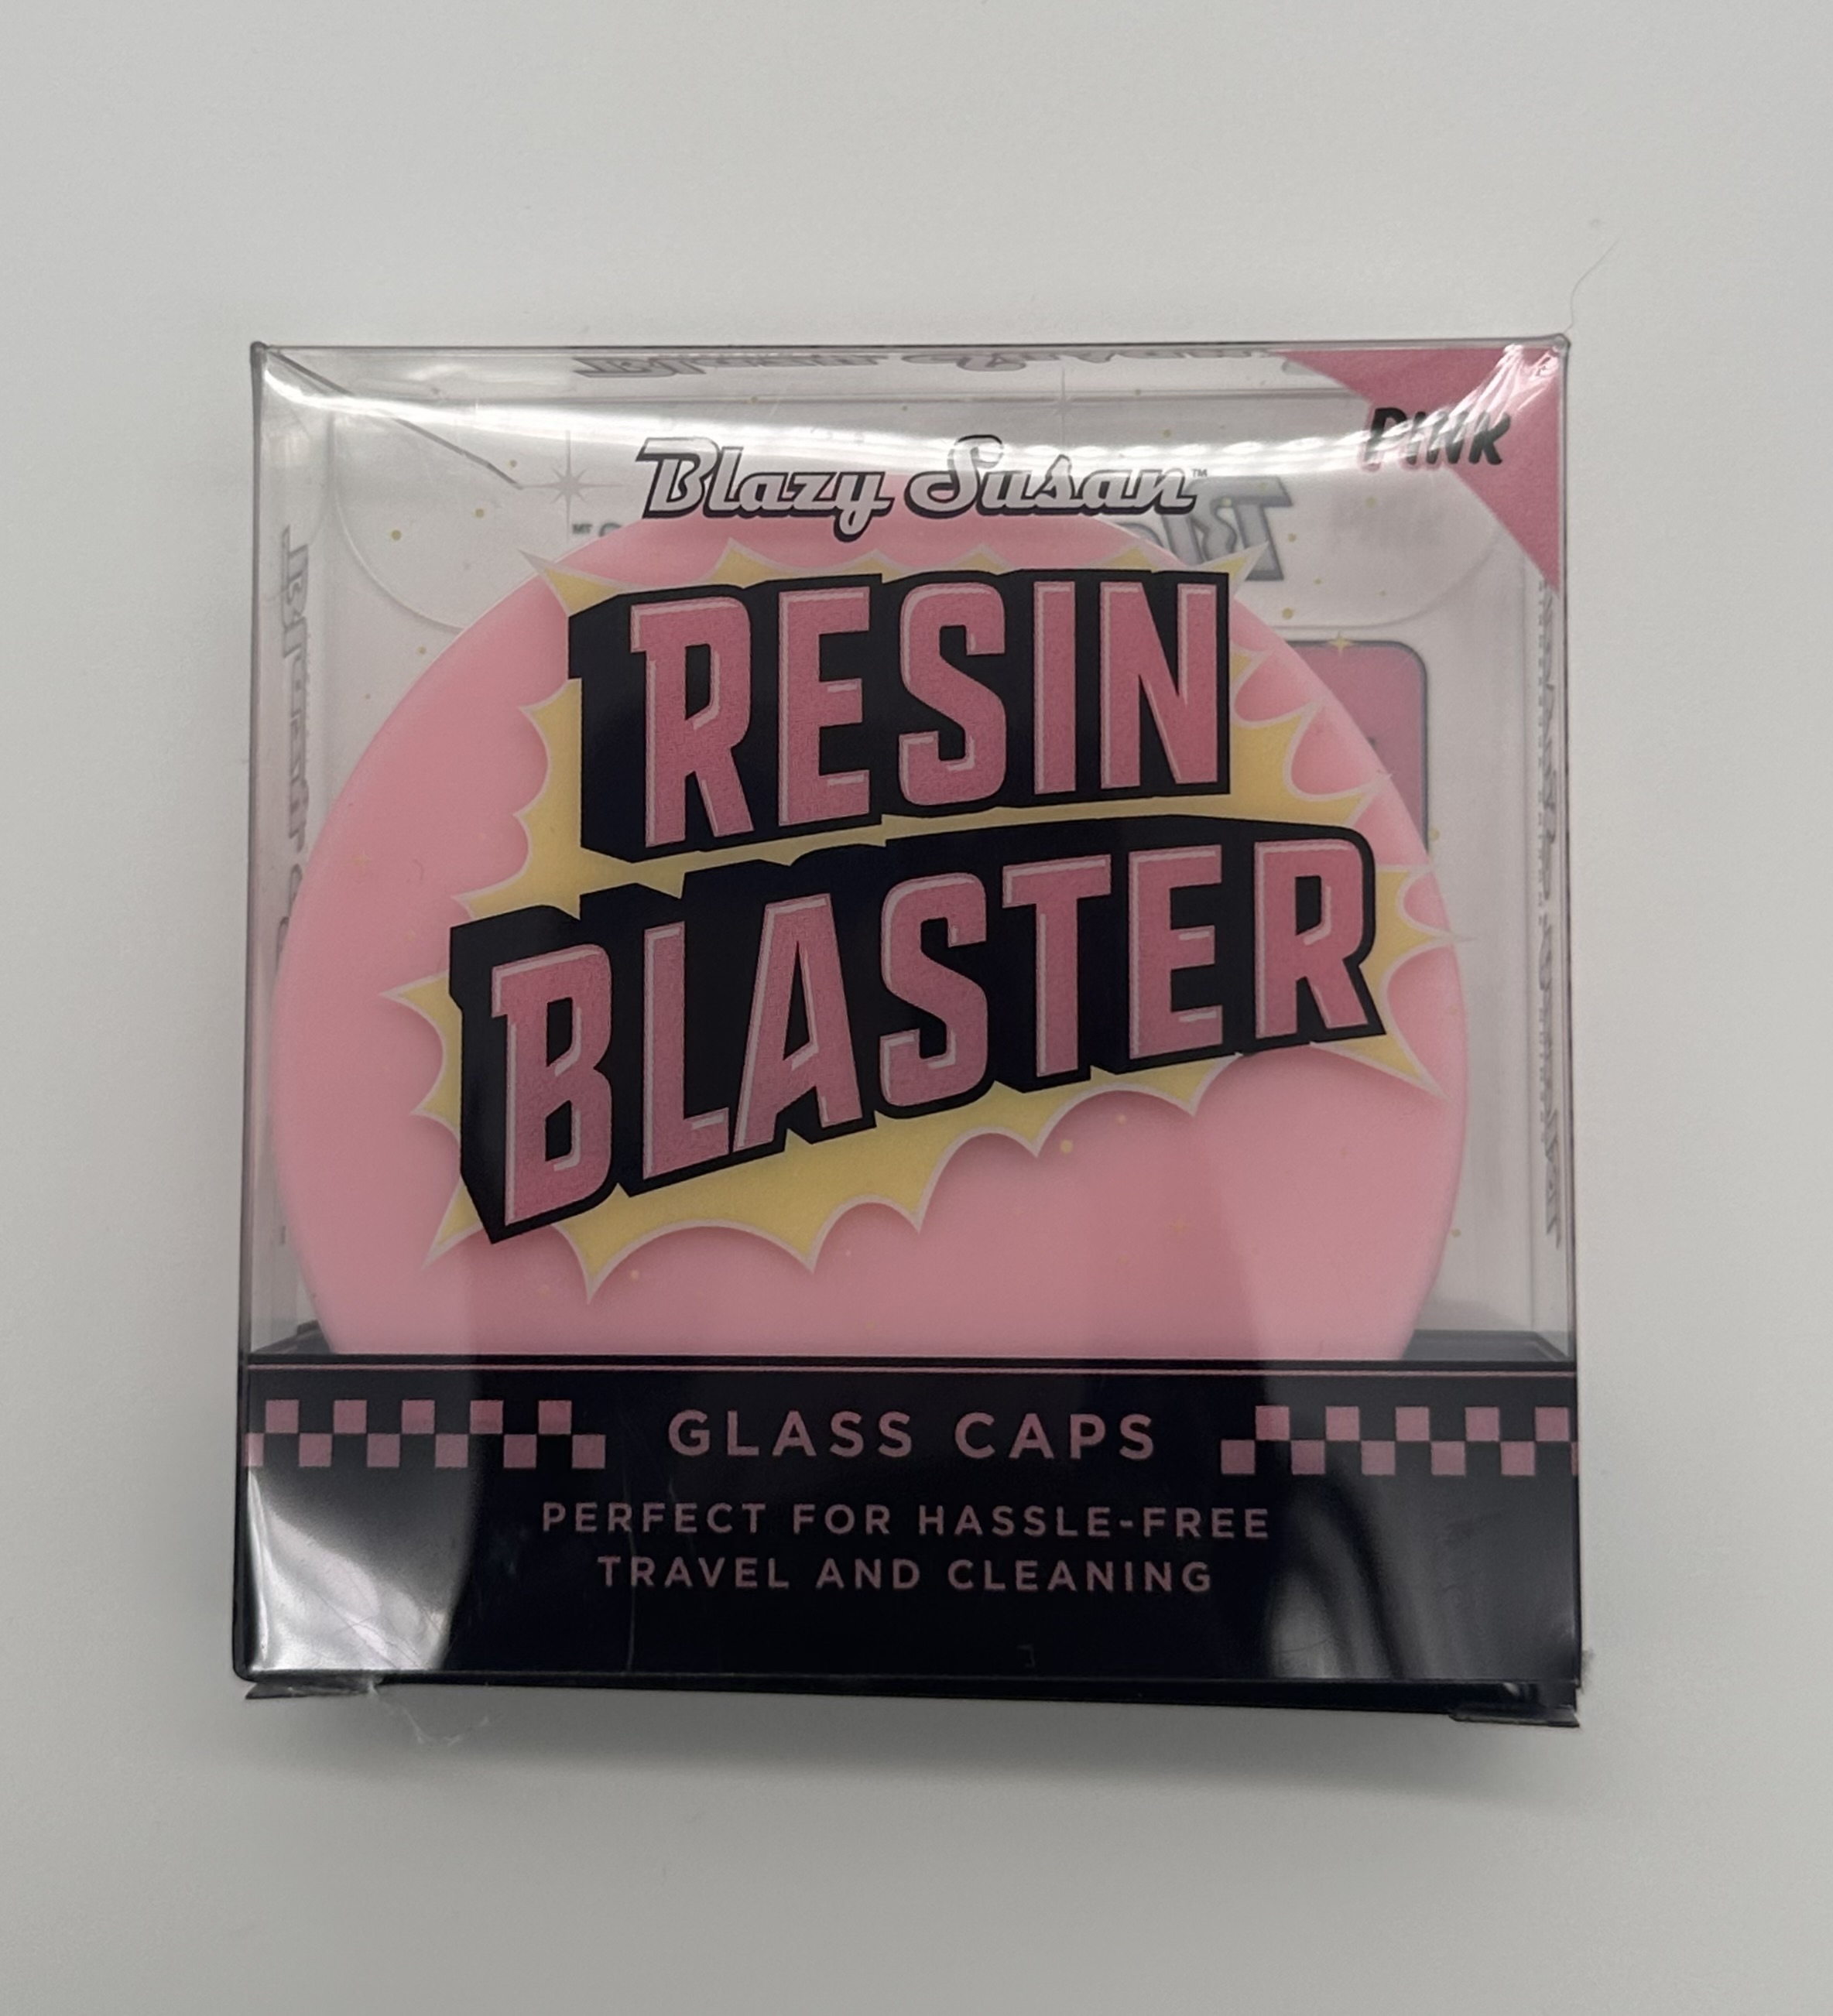 Blazy Susan™
PINK
RESIN
BLASTER
GLASS CAPS
PERFECT FOR HASSLE-FREE
TRAVEL AND CLEANING